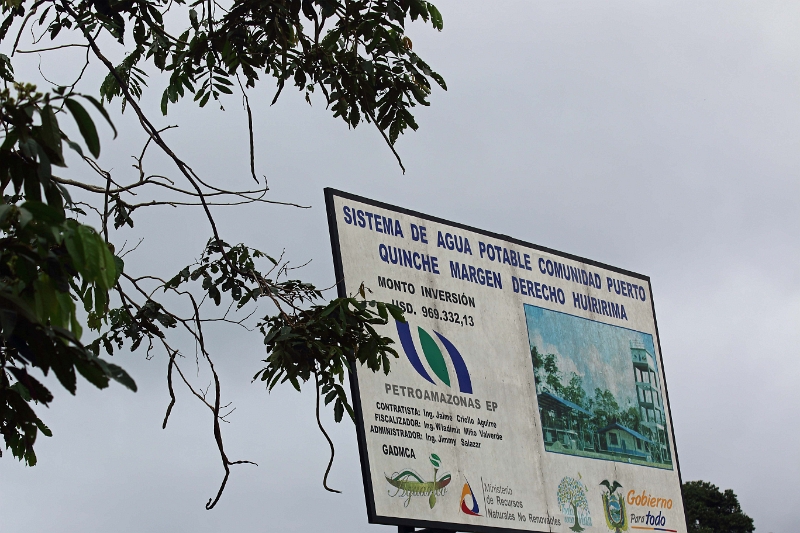 SISTEMA DE AGUA POTABLE COMUNIDAD PUERTO
QUINCHE MARGEN DERECHO HUIRIRIMA
MONTO INVERSIÓN
USD. 969.332,13
PETROAMAZONAS EP
CONTRATISTA: Ing. Jaime Criollo Aguirre
FISCALIZADOR: Ing. Wladimir Miño Valverde
ADMINISTRADOR: Ing. Jimmy Salazar
GADMCA
Aguarico
Ministerio
de Recursos
Naturales No Renovables
Gobierno
Para todo